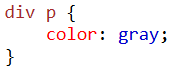 div p {
    color: gray;
}